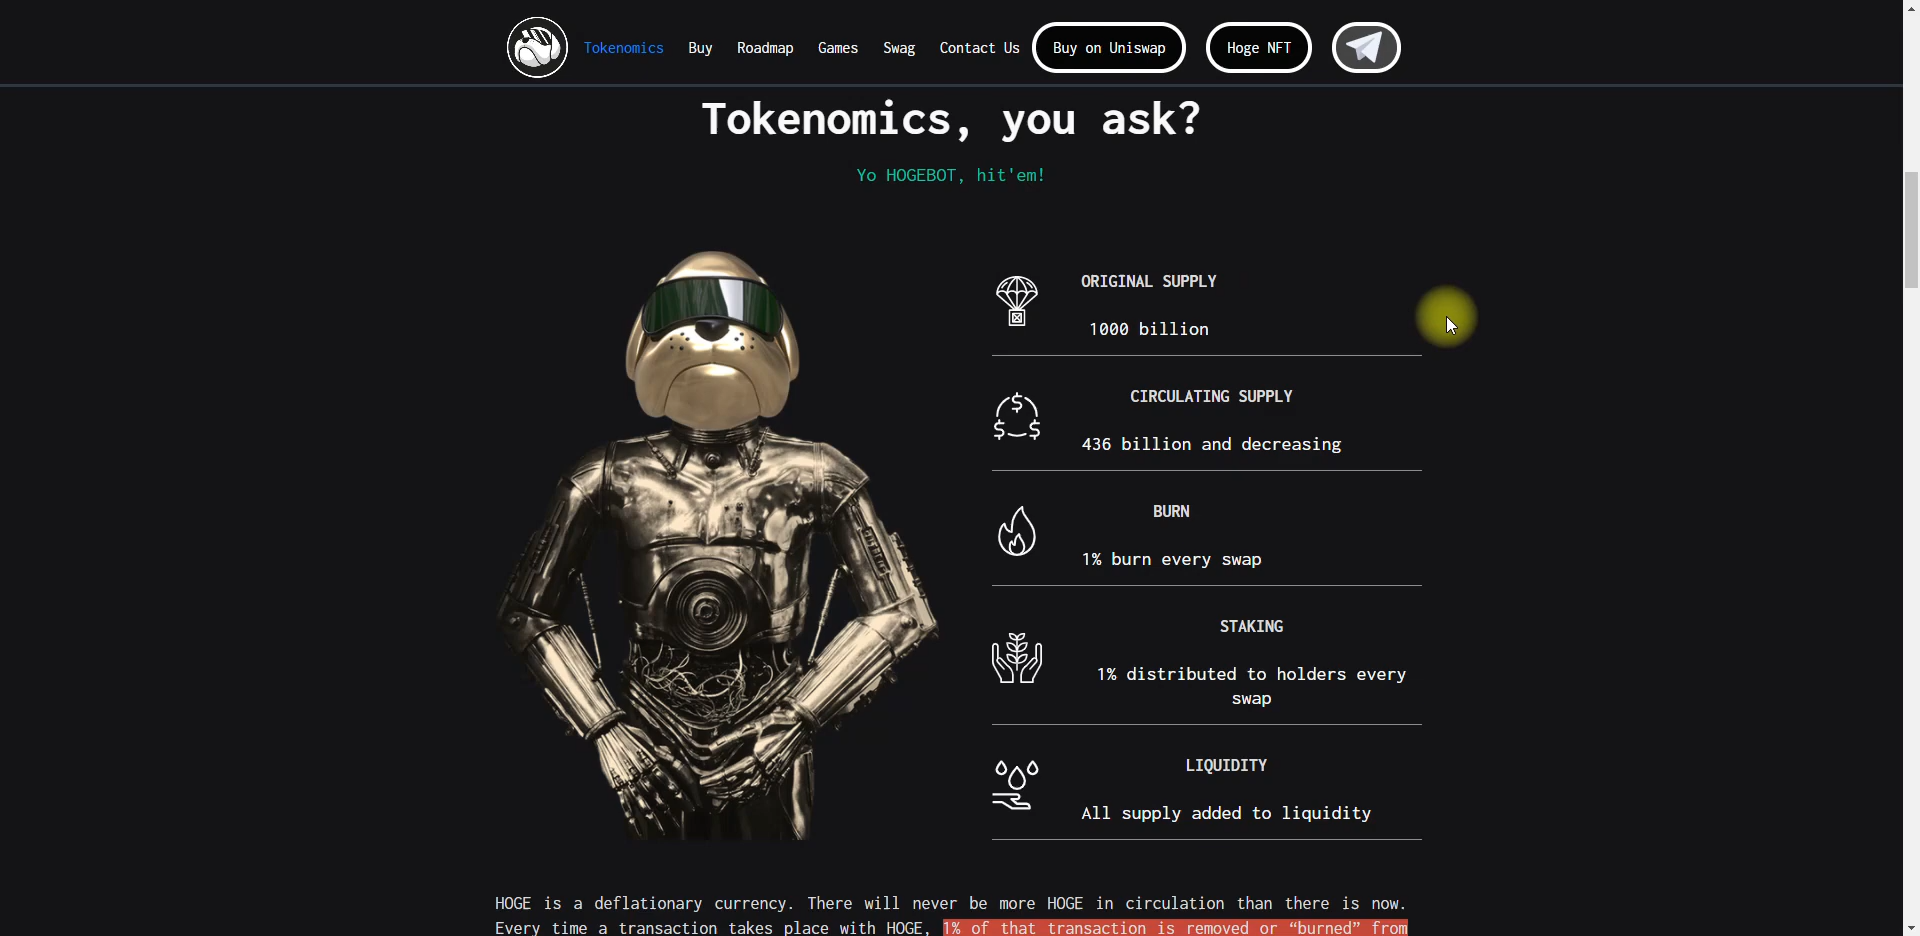 Tokenomics Buy Roadmap Games Swag Contact Us Buy on Uniswap Hoge NFT
Tokenomics, you ask?
Yo HOGEBOT, hit'em!
ORIGINAL SUPPLY
1000 billion
CIRCULATING SUPPLY
436 billion and decreasing
BURN
1% burn every swap
STAKING
1% distributed to holders every
swap
LIQUIDITY
All supply added to liquidity
HOGE is a deflationary currency. There will never be more HOGE in circulation than there is now.
Every time a transaction takes place with HOGE, 1% of that transaction is removed or “burned” from